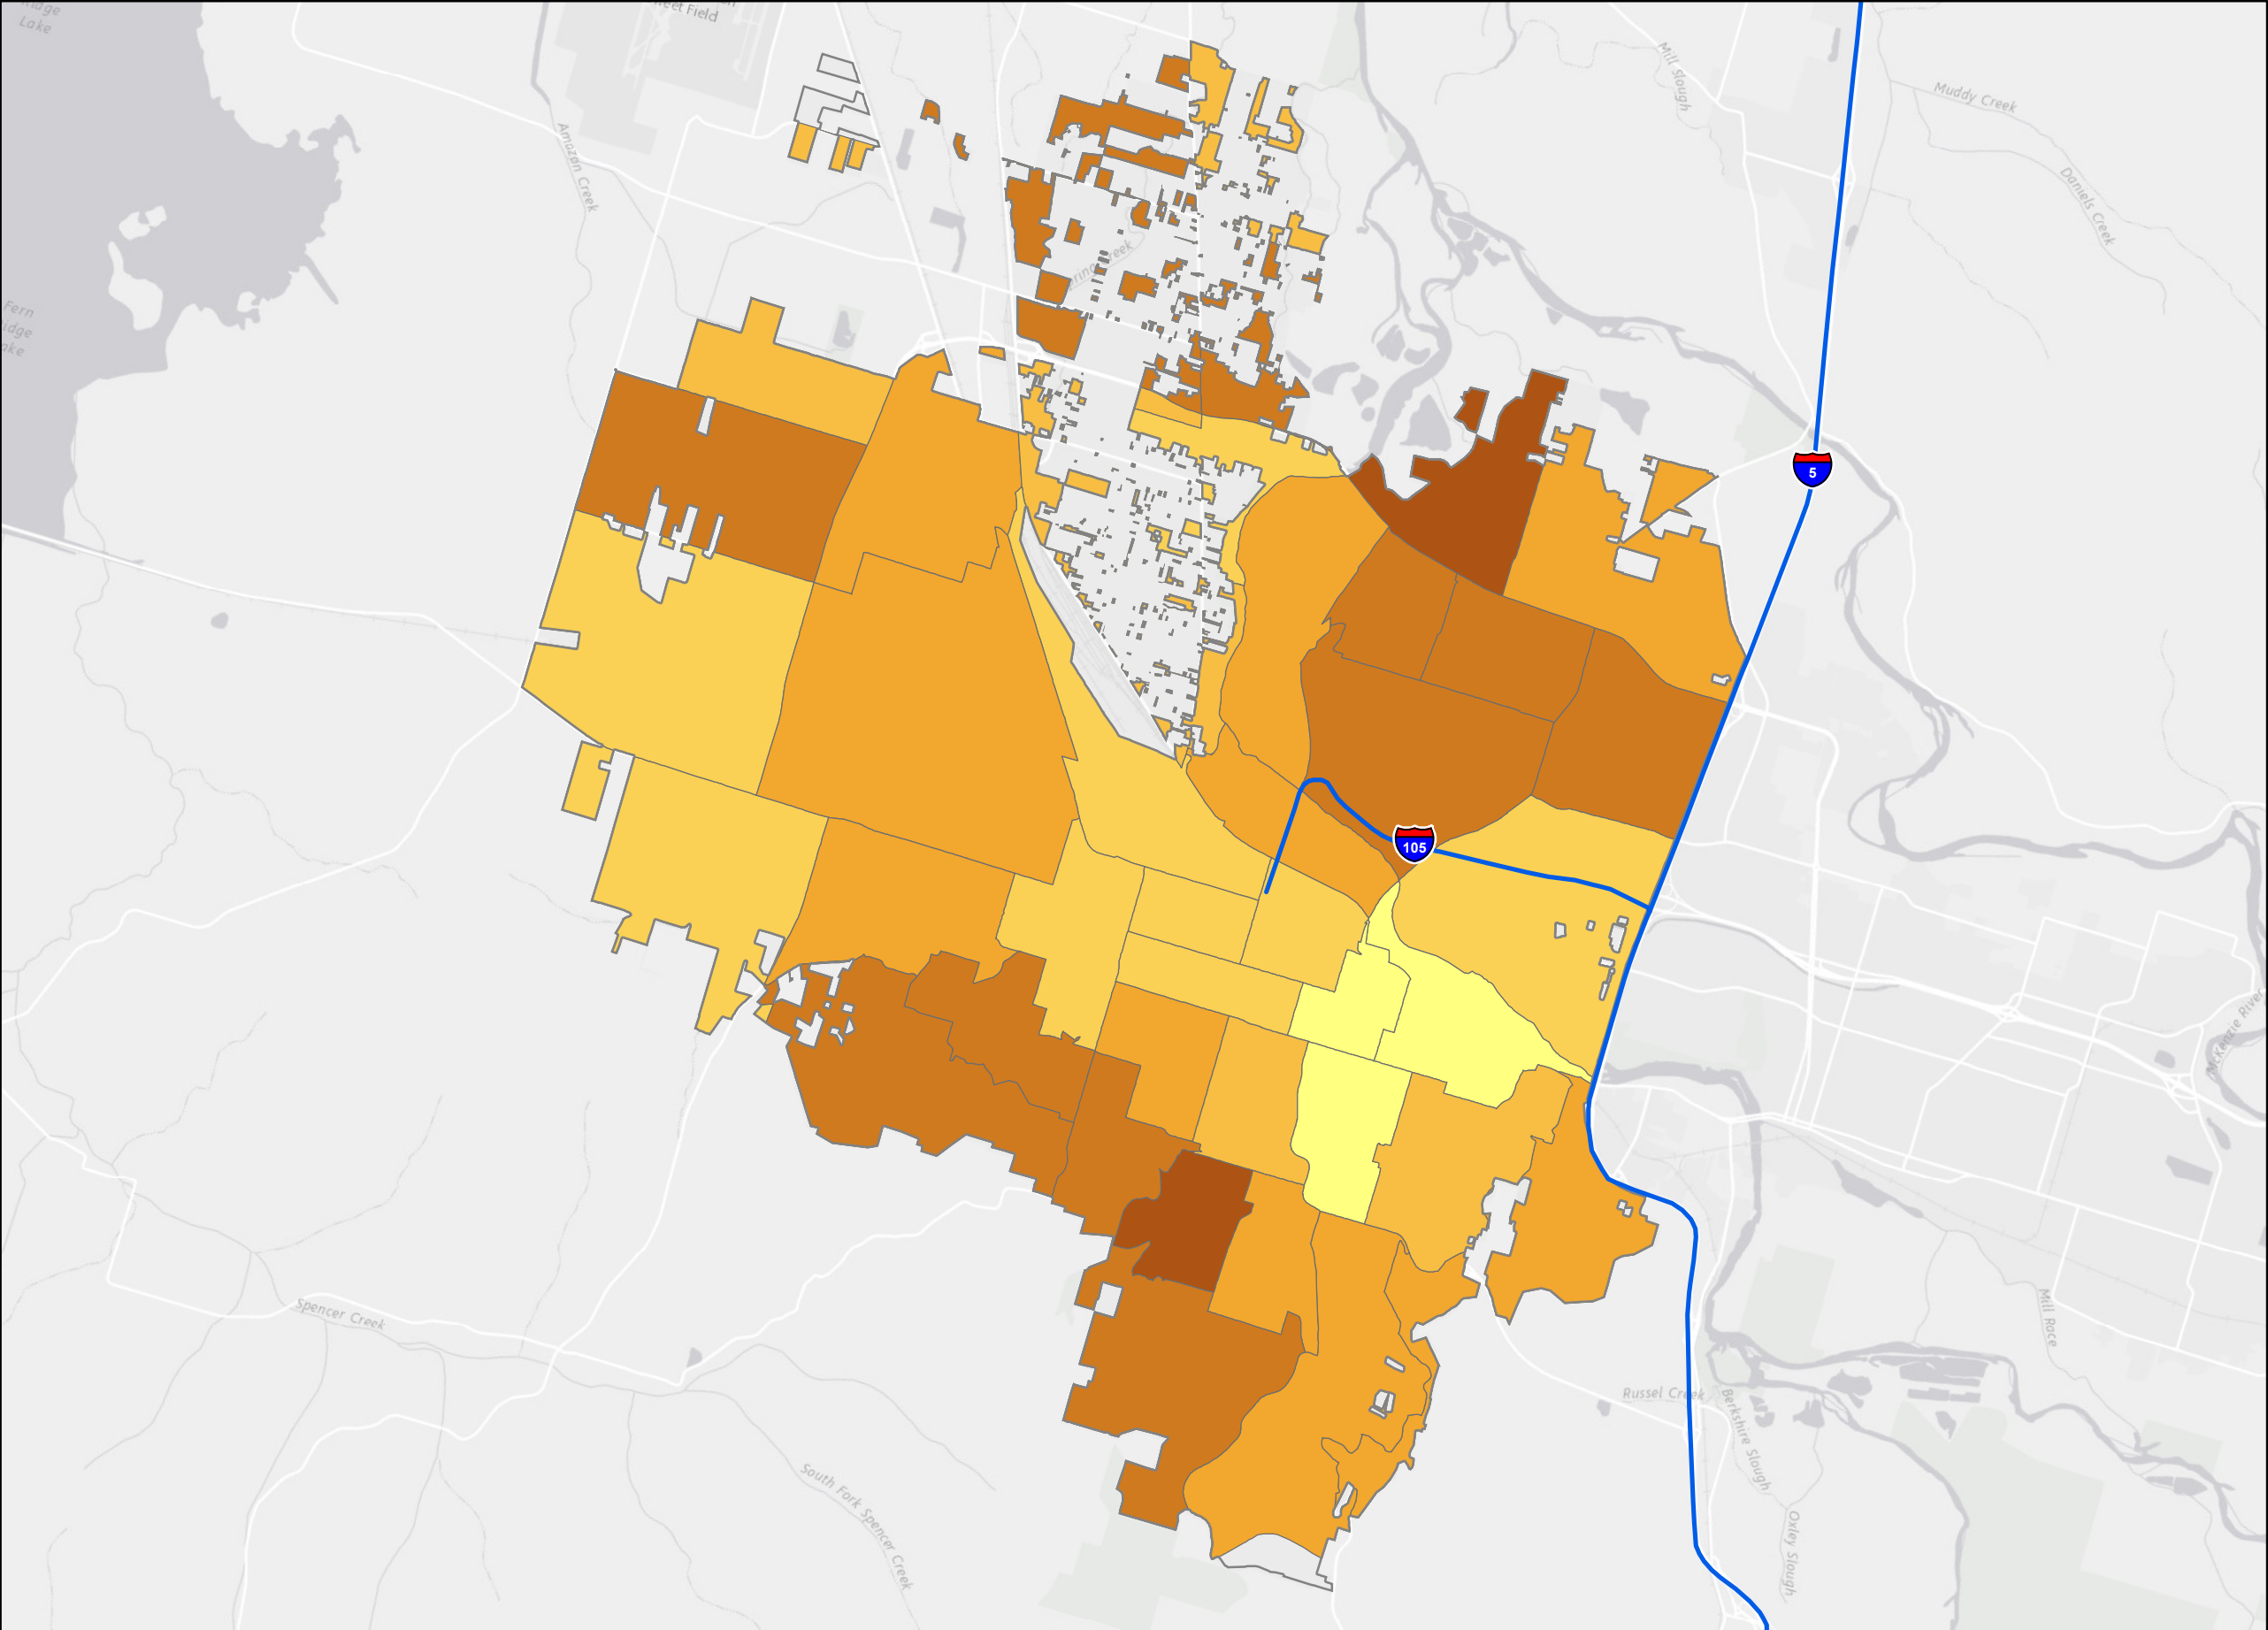 Lake
Field
Mill Slough
Muddy Creek
Daniels Creek
Amazon Creek
Creek
Fern
5
105
McKenzie River
Spencer Creek
Mill Race
Russel Creek
Berkshire Slough
South Fork Spencer Creek
Oxley Slough